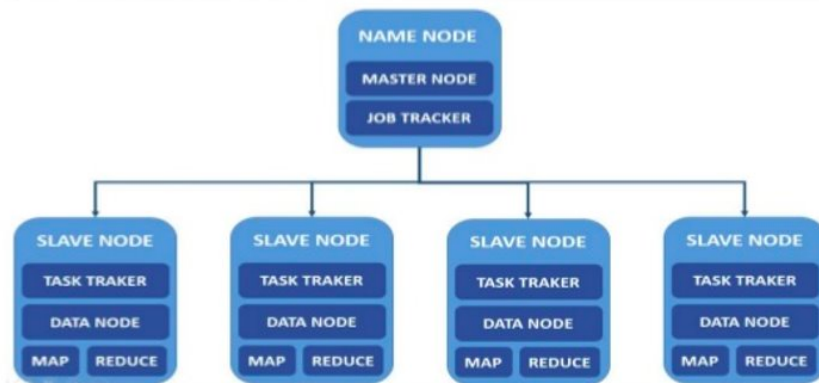 NAME NODE
MASTER NODE
JOB TRACKER
SLAVE NODE SLAVE NODE SLAVE NODE SLAVE NODE
TASK TRAKER TASK TRAKER TASK TRAKER TASK TRAKER
DATA NODE DATA NODE DATA NODE DATA NODE
MAP REDUCE MAP REDUCE MAP REDUCE MAP REDUCE